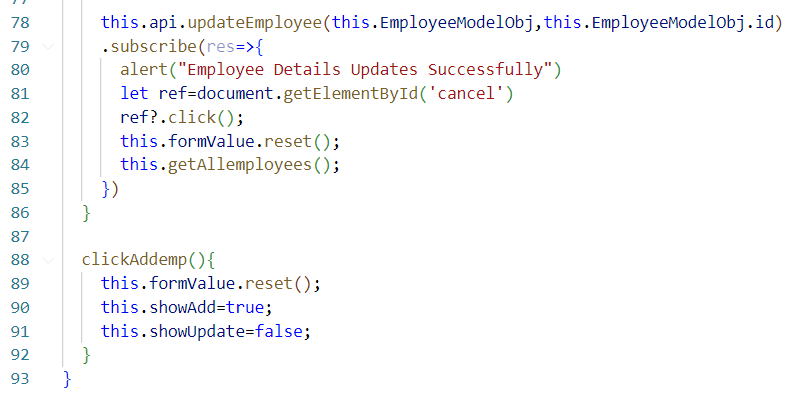 78 this.api.updateEmployee(this.EmployeeModelObj,this.EmployeeModelObj.id)
79 .subscribe(res=>{
80 alert("Employee Details Updates Successfully")
81 let ref=document.getElementById('cancel')
82 ref?.click();
83 this.formValue.reset();
84 this.getAllemployees();
85 })
86 }
87
88 clickAddemp(){
89 this.formValue.reset();
90 this.showAdd=true;
91 this.showUpdate=false;
92 }
93 }